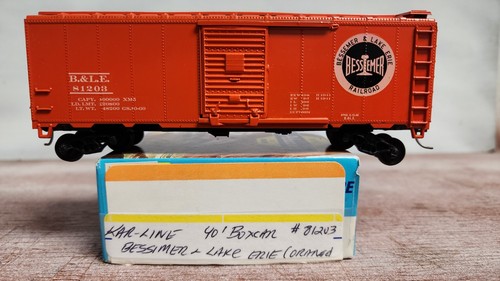 B.&L.E.
81203
CAPY. 100000 XM5
LD. LMT. 120800
LT. WT. 48200
BESSEMER & LAKE ERIE
BESSEMER
RAILROAD
KAR-LINE 40' BOXCAR # 81203
BESSIMER & LAKE ERIE (ORANGE)